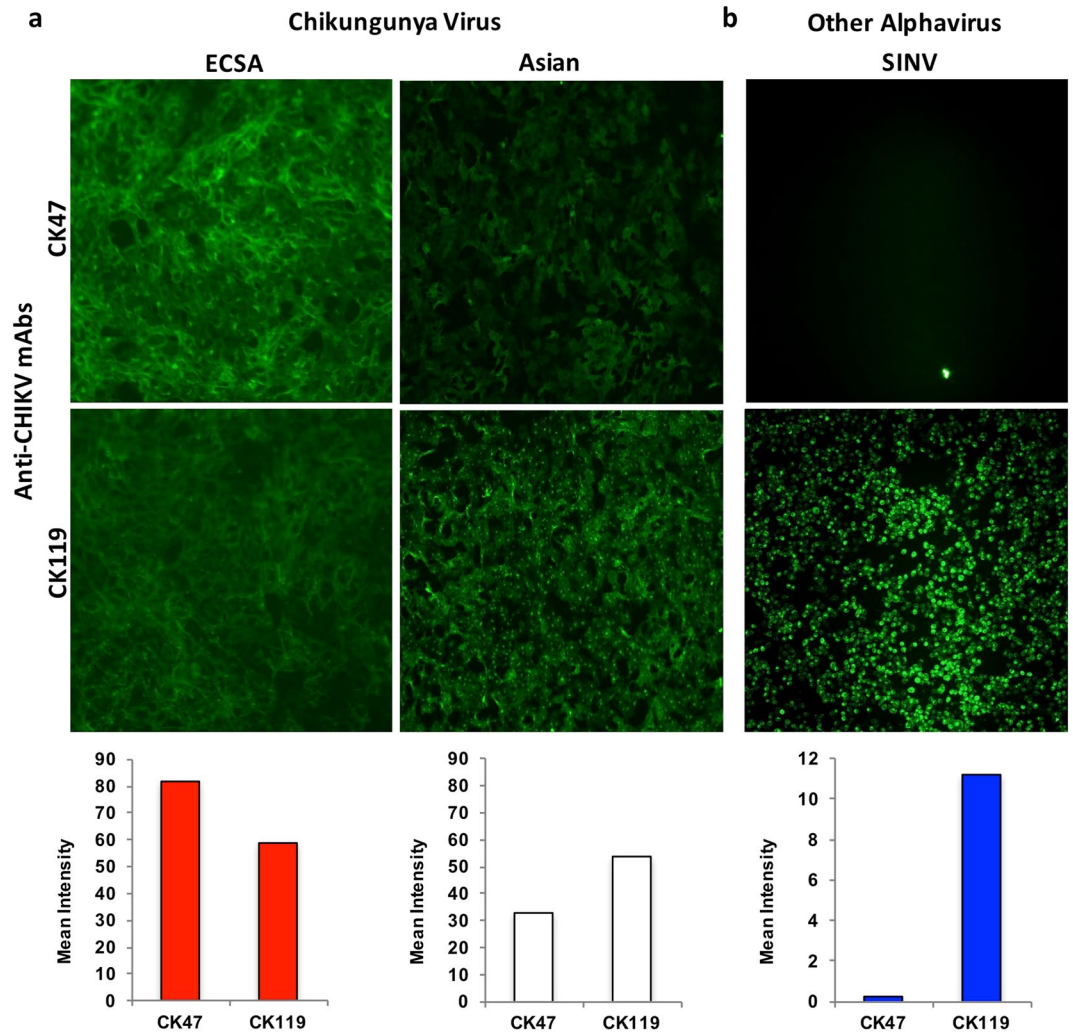 a
Chikungunya Virus
b
Other Alphavirus
ECSA
Asian
SINV
Anti-CHIKV mAbs
CK47
CK119
90
80
70
60
50
40
30
20
10
0
Mean Intensity
CK47
CK119
90
80
70
60
50
40
30
20
10
0
Mean Intensity
CK47
CK119
12
10
8
6
4
2
0
Mean Intensity
CK47
CK119